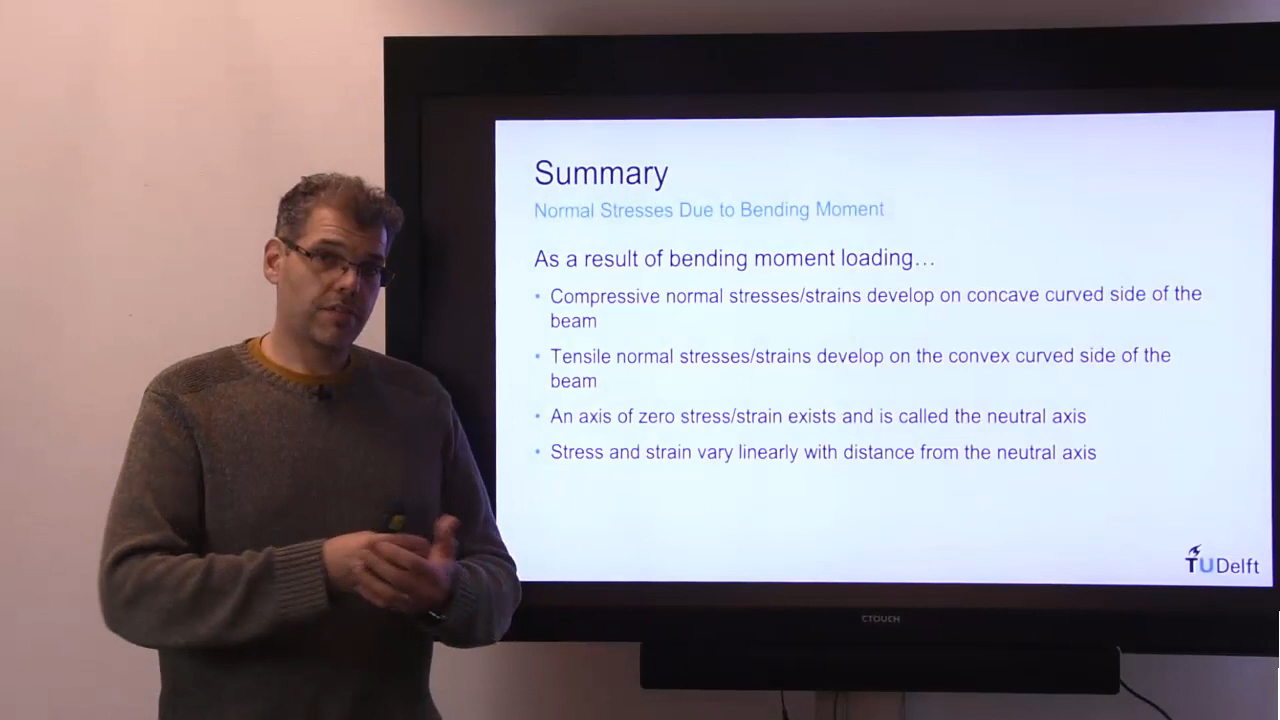 Summary
Normal Stresses Due to Bending Moment
As a result of bending moment loading…
• Compressive normal stresses/strains develop on concave curved side of the
beam
• Tensile normal stresses/strains develop on the convex curved side of the
beam
• An axis of zero stress/strain exists and is called the neutral axis
• Stress and strain vary linearly with distance from the neutral axis
TUDelft
CTOUCH